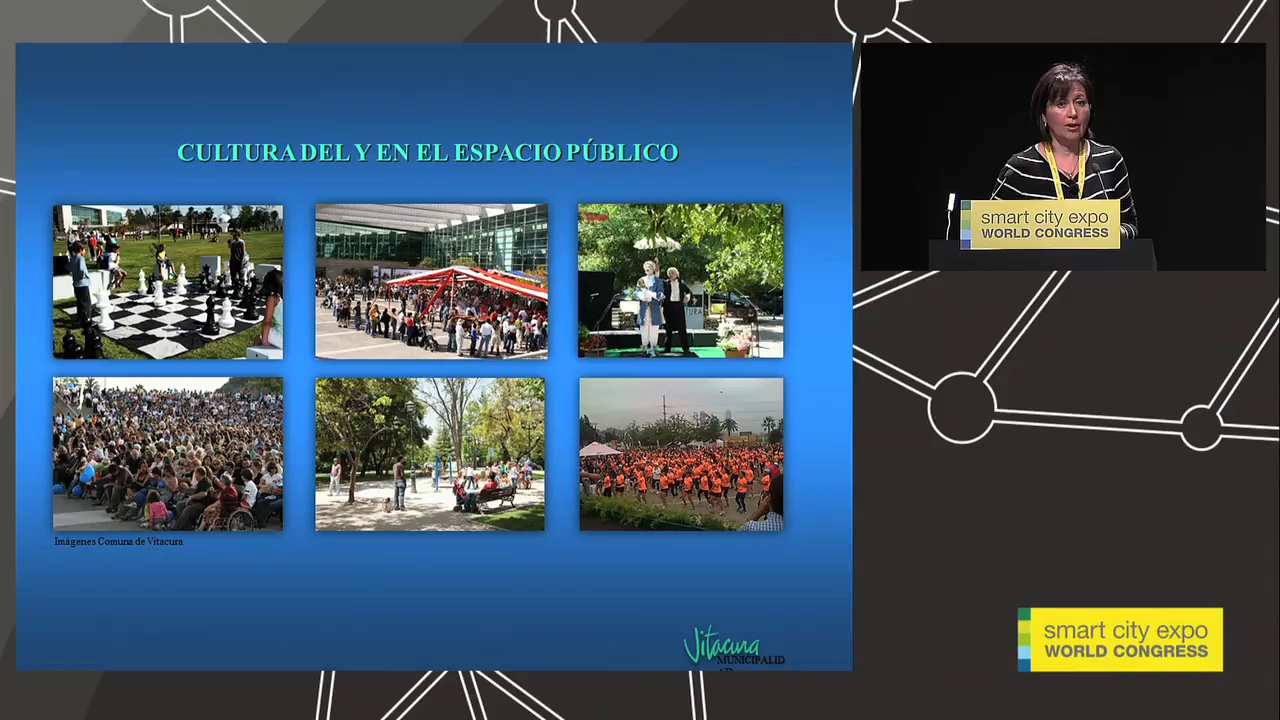 CULTURA DEL Y EN EL ESPACIO PÚBLICO
Imágenes Comuna de Vitacura
Vitacura
MUNICIPALID
smart city expo
WORLD CONGRESS
smart city expo
WORLD CONGRESS